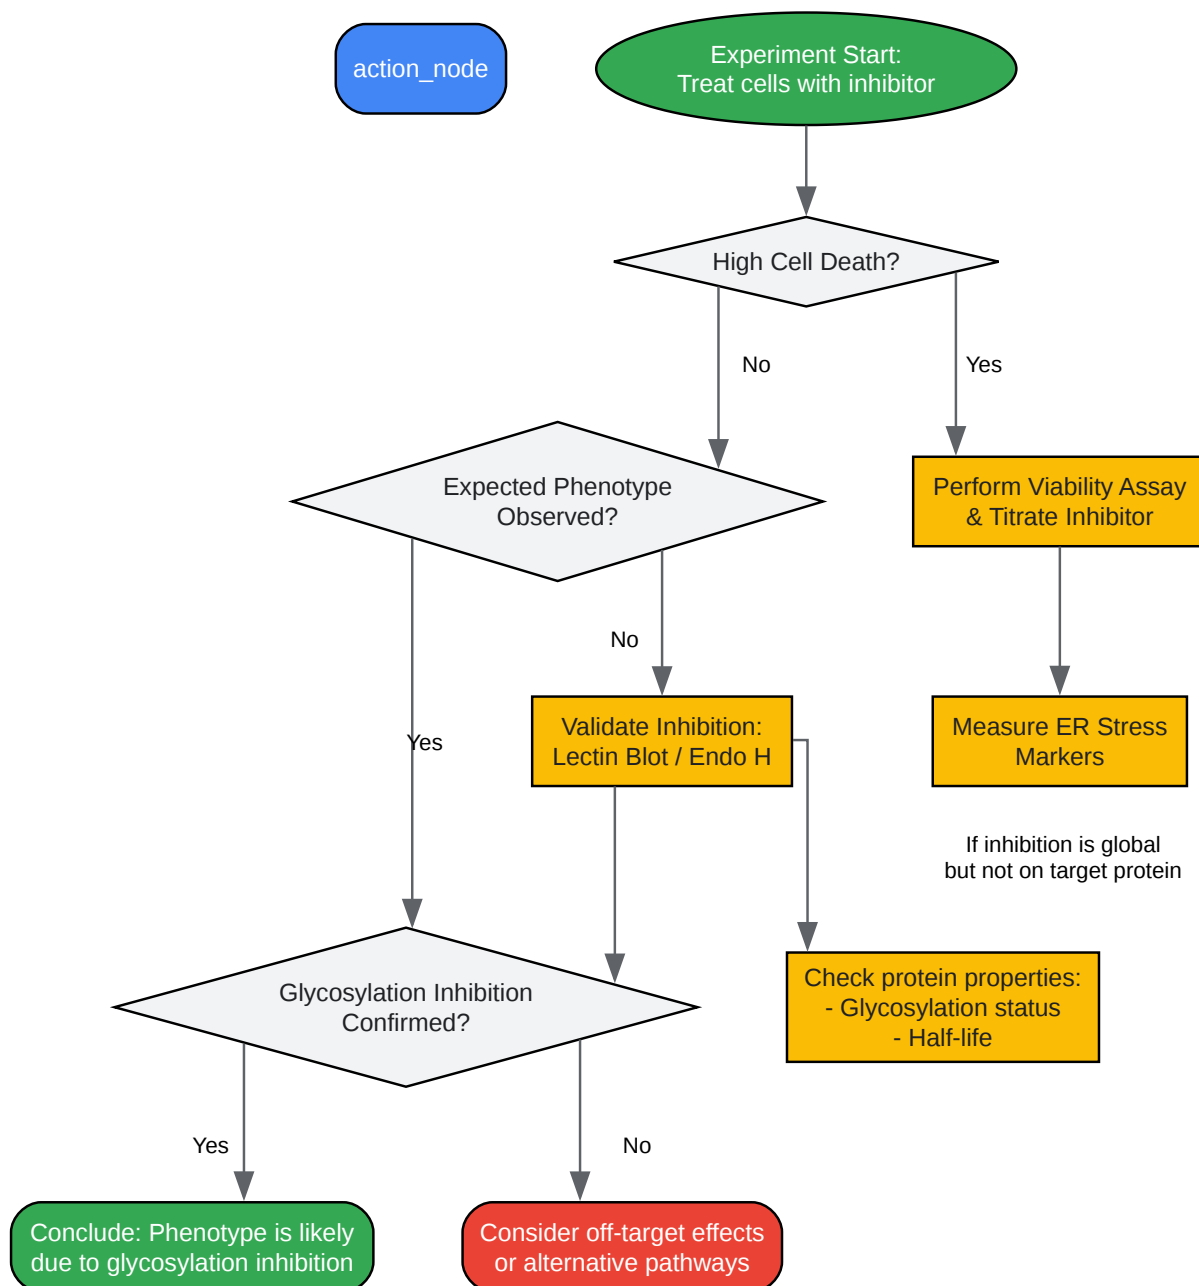 action_node
Experiment Start:
Treat cells with inhibitor
High Cell Death?
No
Yes
Expected Phenotype
Observed?
Perform Viability Assay
& Titrate Inhibitor
No
Yes
Validate Inhibition:
Lectin Blot / Endo H
Measure ER Stress
Markers
If inhibition is global
but not on target protein
Glycosylation Inhibition
Confirmed?
Check protein properties:
- Glycosylation status
- Half-life
Yes
No
Conclude: Phenotype is likely
due to glycosylation inhibition
Consider off-target effects
or alternative pathways